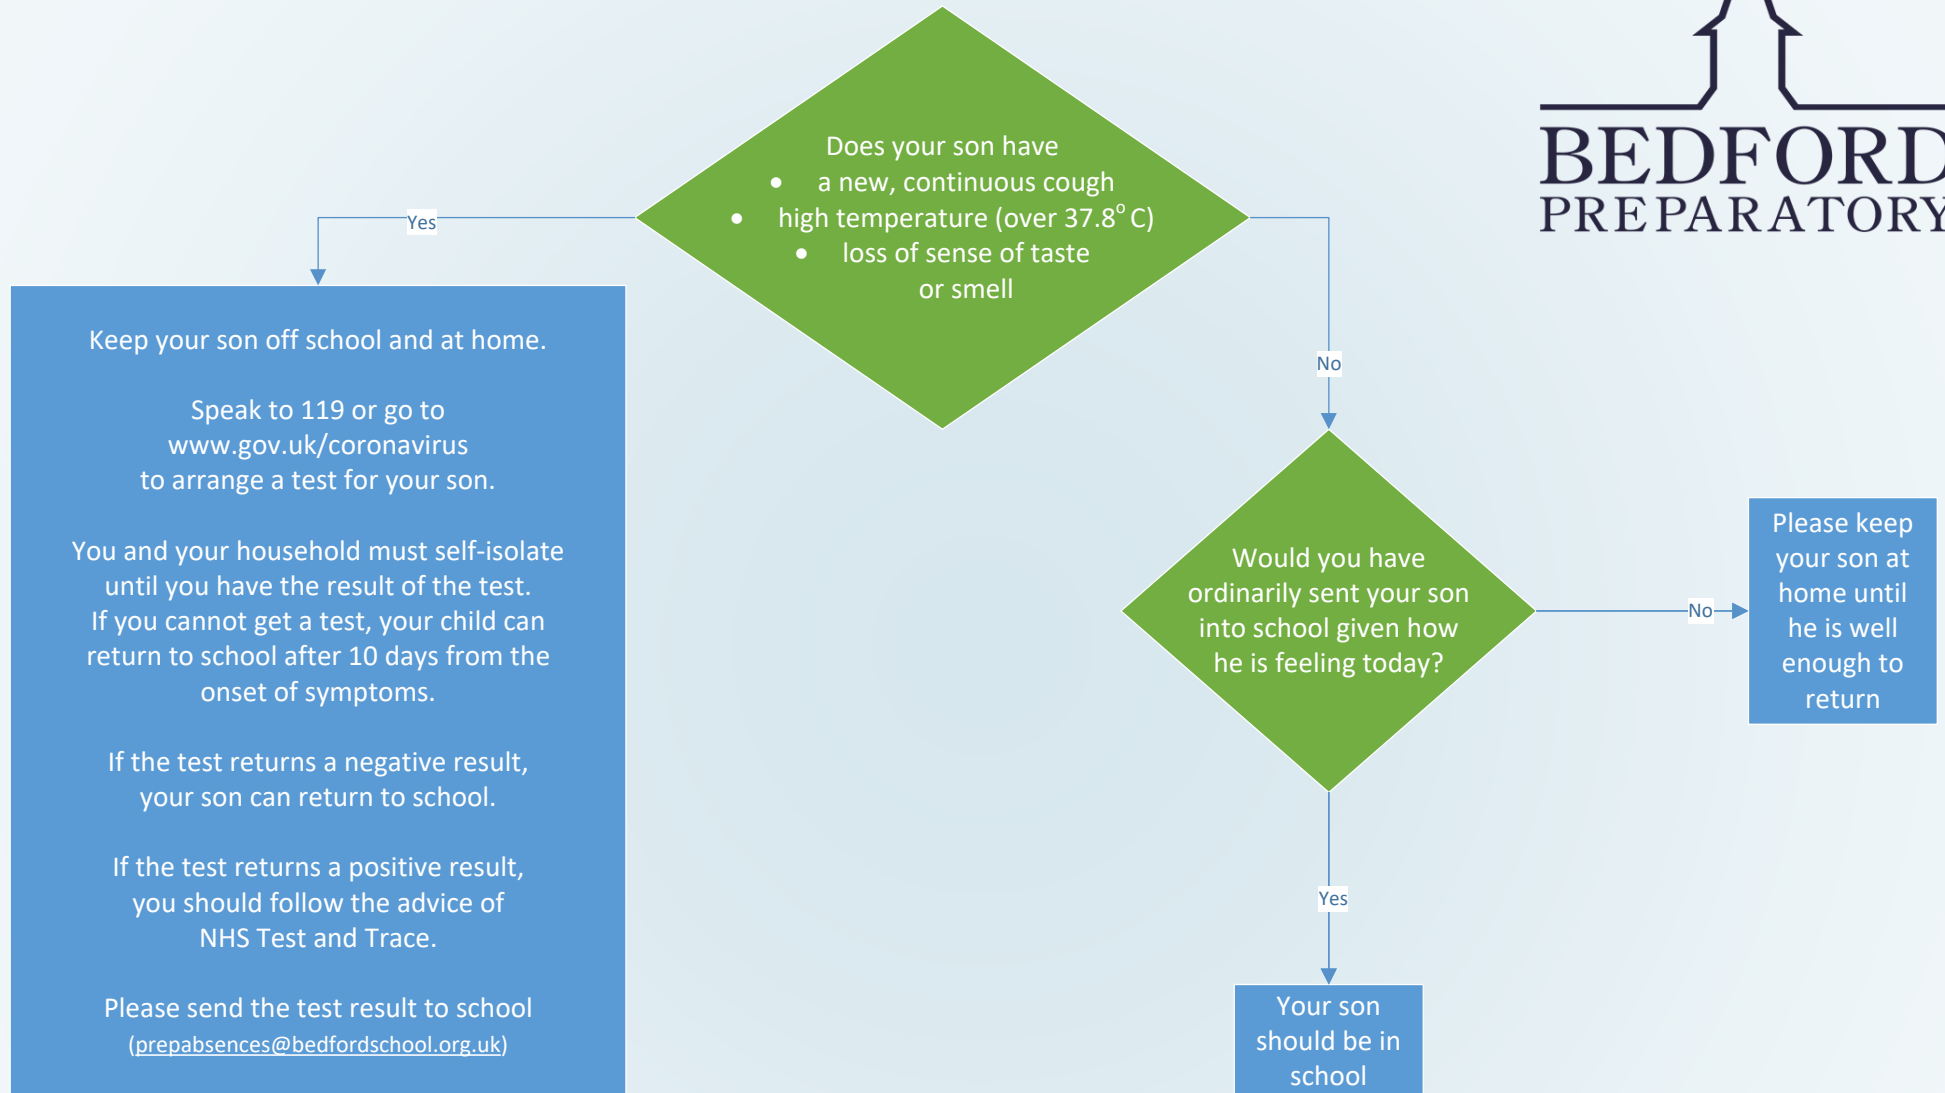 BEDFORD
PREPARATORY
Does your son have
• a new, continuous cough
• high temperature (over 37.8° C)
• loss of sense of taste
or smell
Yes
No
Keep your son off school and at home.
Speak to 119 or go to
www.gov.uk/coronavirus
to arrange a test for your son.
You and your household must self-isolate
until you have the result of the test.
If you cannot get a test, your child can
return to school after 10 days from the
onset of symptoms.
If the test returns a negative result,
your son can return to school.
If the test returns a positive result,
you should follow the advice of
NHS Test and Trace.
Please send the test result to school
(prepabsences@bedfordschool.org.uk)
Would you have
ordinarily sent your son
into school given how
he is feeling today?
No
Please keep
your son at
home until
he is well
enough to
return
Yes
Your son
should be in
school